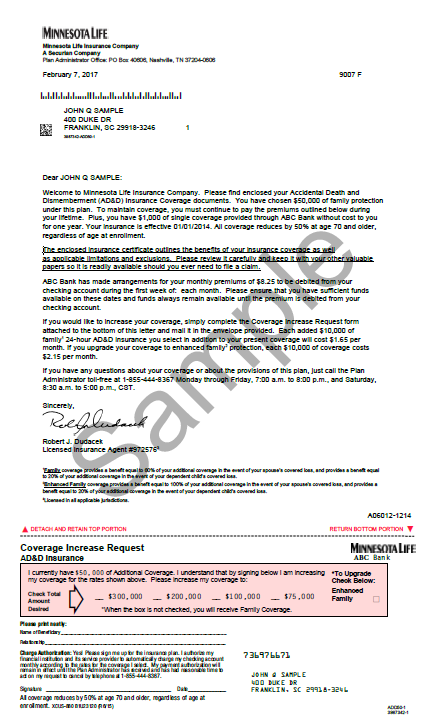 MINNESOTA LIFE
Minnesota Life Insurance Company
A Securian Company
Plan Administrator Office: PO Box 40606, Nashville, TN 37204-0606
February 7, 2017 9007 F
JOHN Q SAMPLE
400 DUKE DR
FRANKLIN, SC 29918-3246 1
Dear JOHN Q SAMPLE:
Welcome to Minnesota Life Insurance Company. Please find enclosed your Accidental Death and
Dismemberment (AD&D) Insurance Coverage documents. You have chosen $50,000 of family protection
under this plan. To maintain coverage, you must continue to pay the premiums outlined below during
your lifetime. Plus, you have $1,000 of single coverage provided through ABC Bank without cost to you
for one year. Your insurance is effective 01/01/2014. All coverage reduces by 50% at age 70 and older,
regardless of age at enrollment.
The enclosed insurance certificate outlines the benefits of your insurance coverage as well
as applicable limitations and exclusions. Please review it carefully and keep it with your other valuable
papers so it is readily available should you ever need to file a claim.
ABC Bank has made arrangements for your monthly premiums of $8.25 to be debited from your
checking account during the first week of: each month. Please ensure that you have sufficient funds
available on these dates and funds always remain available until the premium is debited from your
checking account.
If you would like to increase your coverage, simply complete the Coverage Increase Request form
attached to the bottom of this letter and mail it in the envelope provided. Each added $10,000 of
family¹ 24-hour AD&D insurance you select in addition to your present coverage will cost $1.65 per
month. If you upgrade your coverage to enhanced family² protection, each $10,000 of coverage costs
$2.15 per month.
If you have any questions about your coverage or about the provisions of this plan, just call the Plan
Administrator toll-free at 1-855-444-8367 Monday through Friday, 7:00 a.m. to 8:00 p.m., and Saturday,
8:30 a.m. to 5:00 p.m., CST.
Sincerely,
Robert J. Dudacek
Licensed Insurance Agent #972576³
¹Family coverage provides a benefit equal to 60% of your additional coverage in the event of your spouse's covered loss, and provides a benefit equal
to 20% of your additional coverage in the event of your dependent child's covered loss.
²Enhanced Family coverage provides a benefit equal to 100% of your additional coverage in the event of your spouse's covered loss, and provides a
benefit equal to 20% of your additional coverage in the event of your dependent child's covered loss.
³Licensed in all applicable jurisdictions.
Sample
A06012-1214
▲ DETACH AND RETAIN TOP PORTION RETURN BOTTOM PORTION ▼
Coverage Increase Request
AD&D Insurance
MINNESOTA LIFE
ABC Bank
I currently have $50,000 of Additional Coverage. I understand that by signing below I am increasing
my coverage for the rates shown above. Please increase my coverage to:
Check Total
Amount
Desired
__ $300,000 __ $200,000 __ $100,000 __ $75,000
*When the box is not checked, you will receive Family Coverage.
*To Upgrade
Check Below:
Enhanced
Family
Please print neatly:
Name of Beneficiary
Relationship
Charge Authorization: Yes! Please sign me up for the insurance plan. I authorize my
financial institution and its service provider to automatically charge my checking account
monthly according to the rates for the coverage I select. My payment authorization will
remain in effect until the Plan Administrator has received and has had reasonable time to
act on my request to cancel by telephone at 1-855-444-8367.
Signature Date
All coverage reduces by 50% at age 70 and older, regardless of age at
enrollment.
736976671
JOHN Q SAMPLE
400 DUKE DR
FRANKLIN, SC 29918-3246